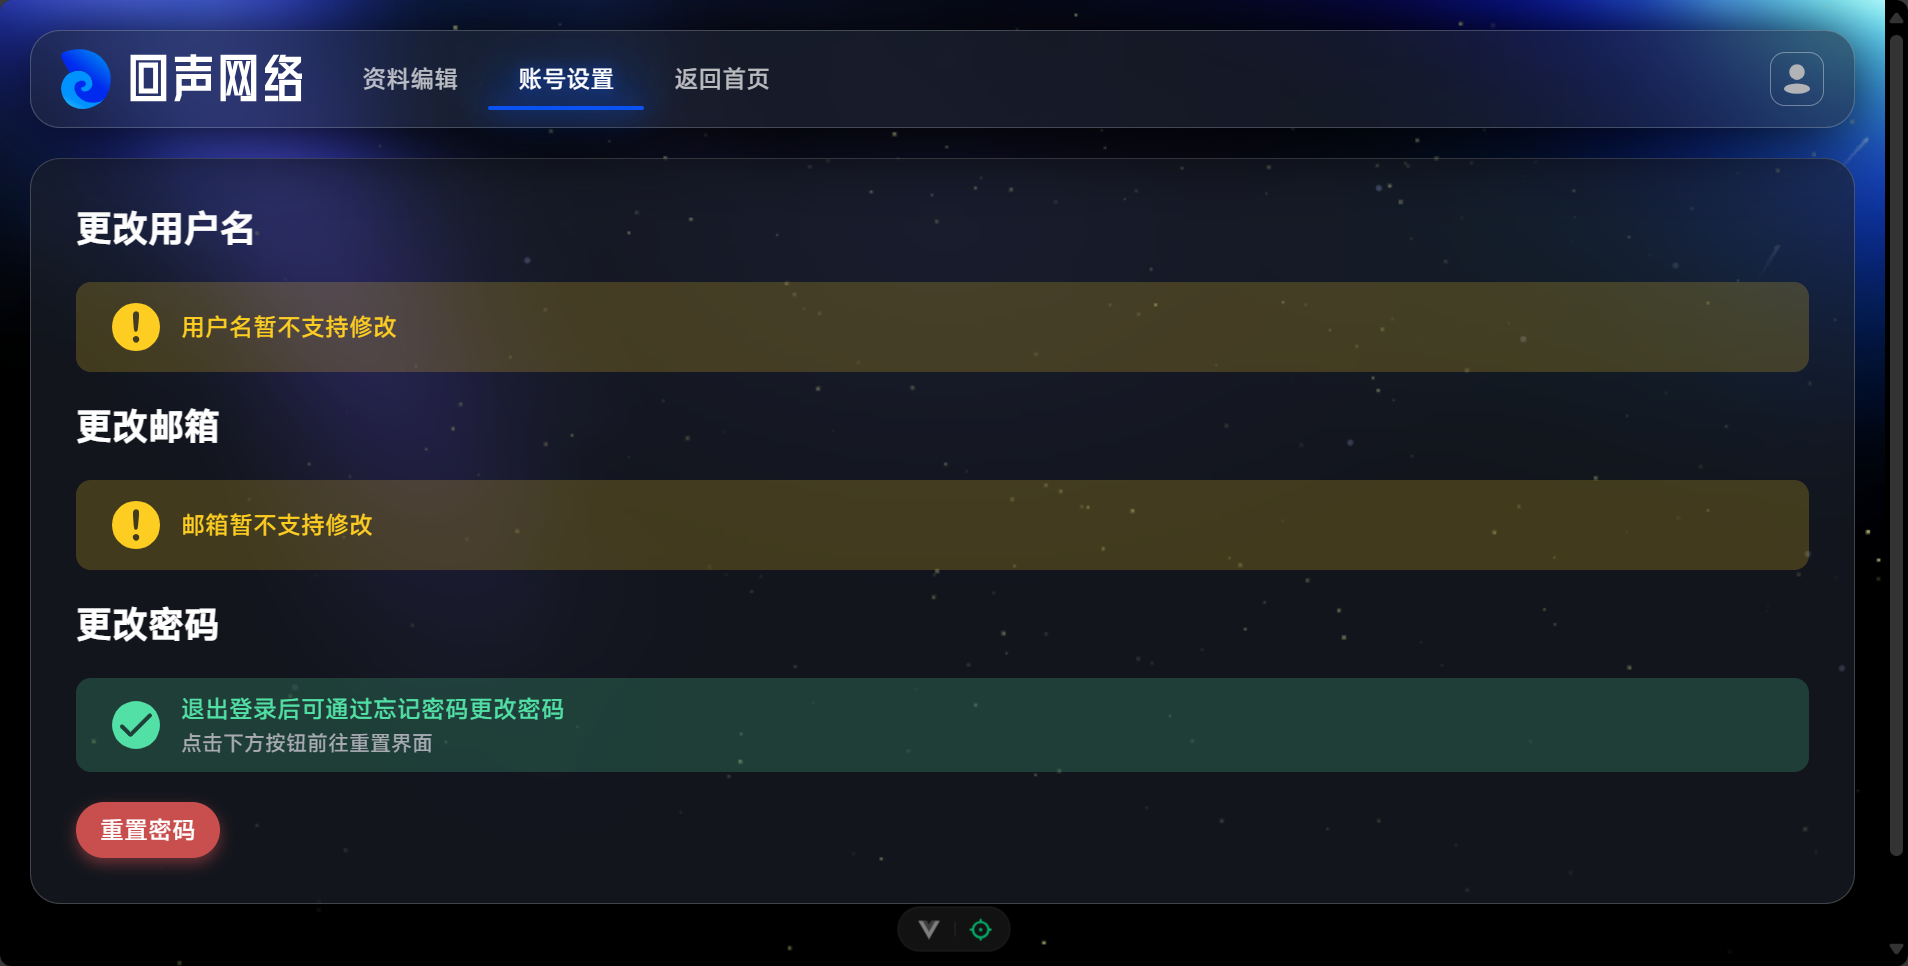 回声网络
资料编辑
账号设置
返回首页
更改用户名
用户名暂不支持修改
更改邮箱
邮箱暂不支持修改
更改密码
退出登录后可通过忘记密码更改密码
点击下方按钮前往重置界面
重置密码